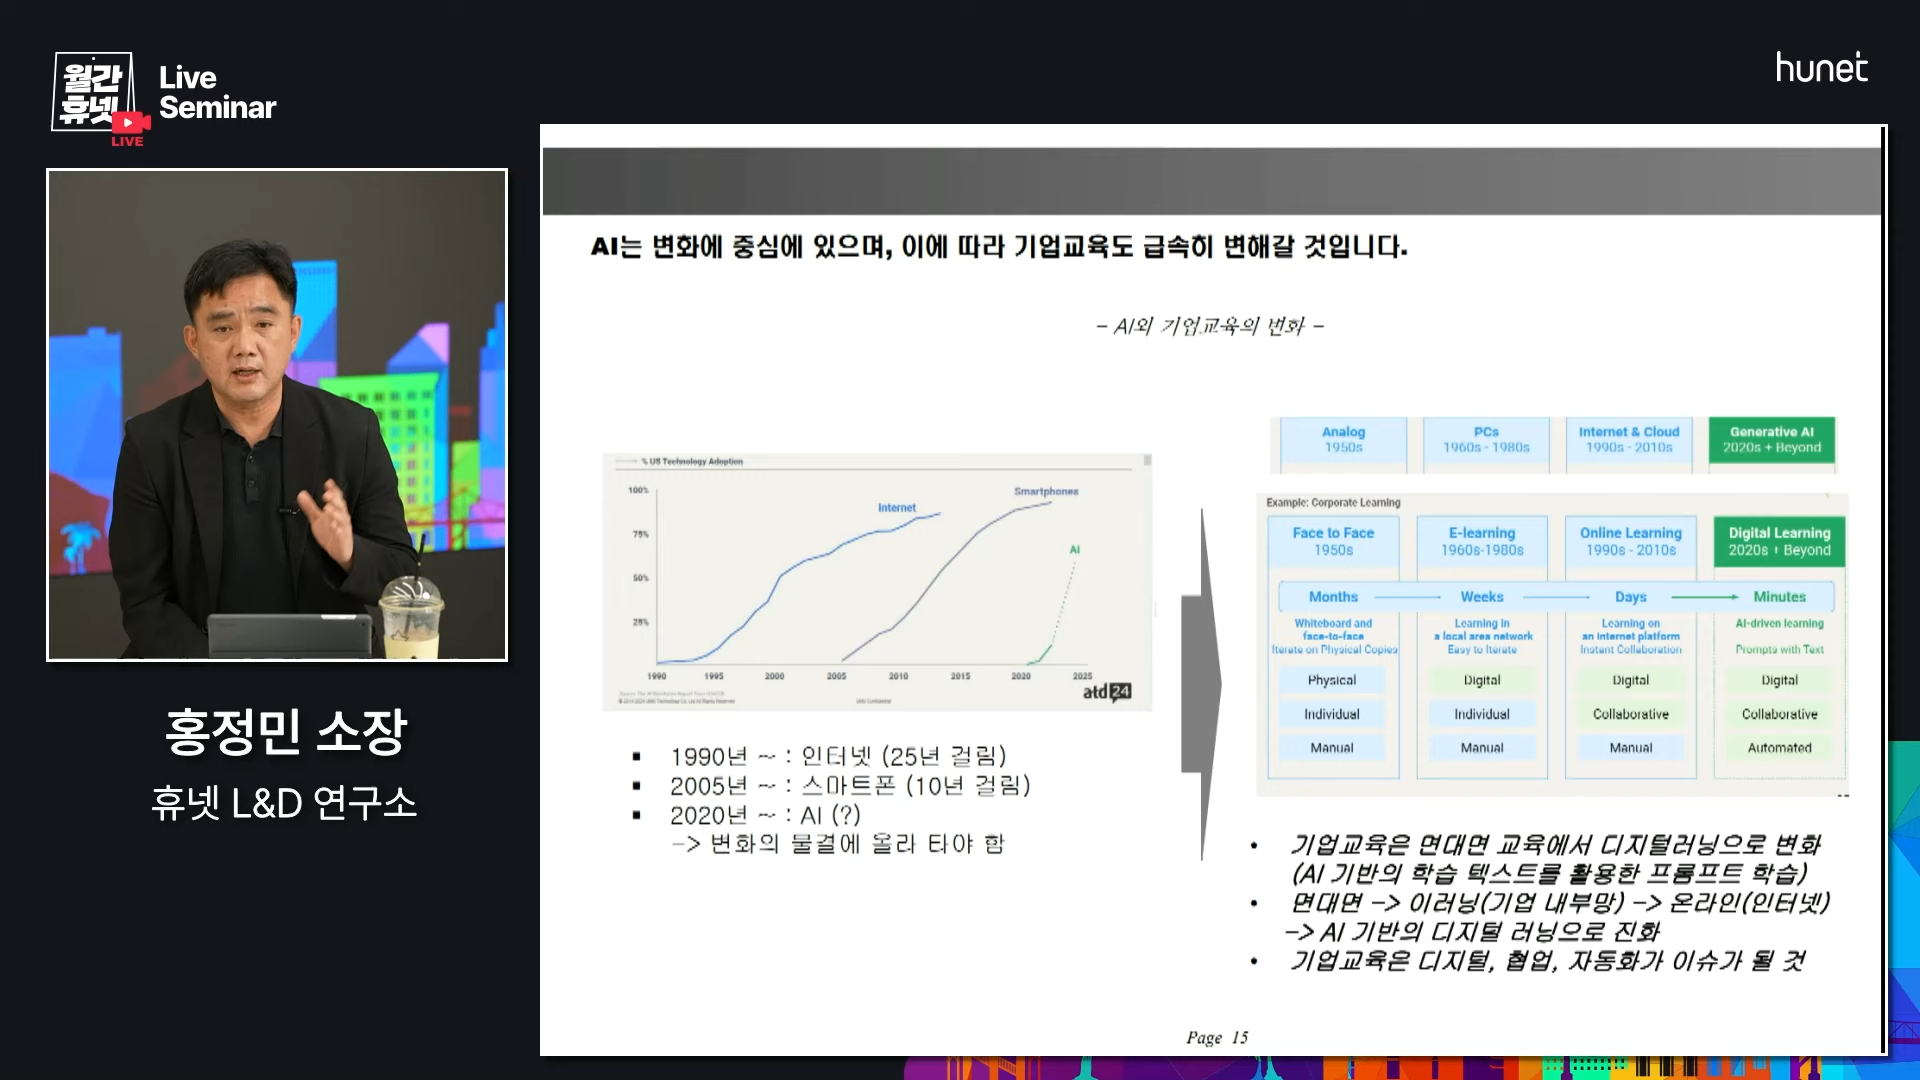 월간
휴넷
LIVE
Live
Seminar
hunet
홍정민 소장
휴넷 L&D 연구소
AI는 변화에 중심에 있으며, 이에 따라 기업교육도 급속히 변해갈 것입니다.
- AI와 기업교육의 변화 -
% US Technology Adoption
100%
75%
50%
25%
Internet
Smartphones
AI
1990 1995 2000 2005 2010 2015 2020 2025
atd 24
▪ 1990년 ~ : 인터넷 (25년 걸림)
▪ 2005년 ~ : 스마트폰 (10년 걸림)
▪ 2020년 ~ : AI (?)
-> 변화의 물결에 올라 타야 함
Analog PCs Internet & Cloud Generative AI
1950s 1960s - 1980s 1990s - 2010s 2020s + Beyond
Example: Corporate Learning
Face to Face E-learning Online Learning Digital Learning
1950s 1960s-1980s 1990s - 2010s 2020s + Beyond
Months Weeks Days Minutes
Whiteboard and Learning in Learning on AI-driven learning
face-to-face a local area network an internet platform
Iterate on Physical Copies Easy to Iterate Instant Collaboration Prompts with Text
Physical Digital Digital Digital
Individual Individual Collaborative Collaborative
Manual Manual Manual Automated
• 기업교육은 면대면 교육에서 디지털러닝으로 변화
(AI 기반의 학습 텍스트를 활용한 프롬프트 학습)
• 면대면 -> 이러닝(기업 내부망) -> 온라인(인터넷)
-> AI 기반의 디지털 러닝으로 진화
• 기업교육은 디지털, 협업, 자동화가 이슈가 될 것
Page 15